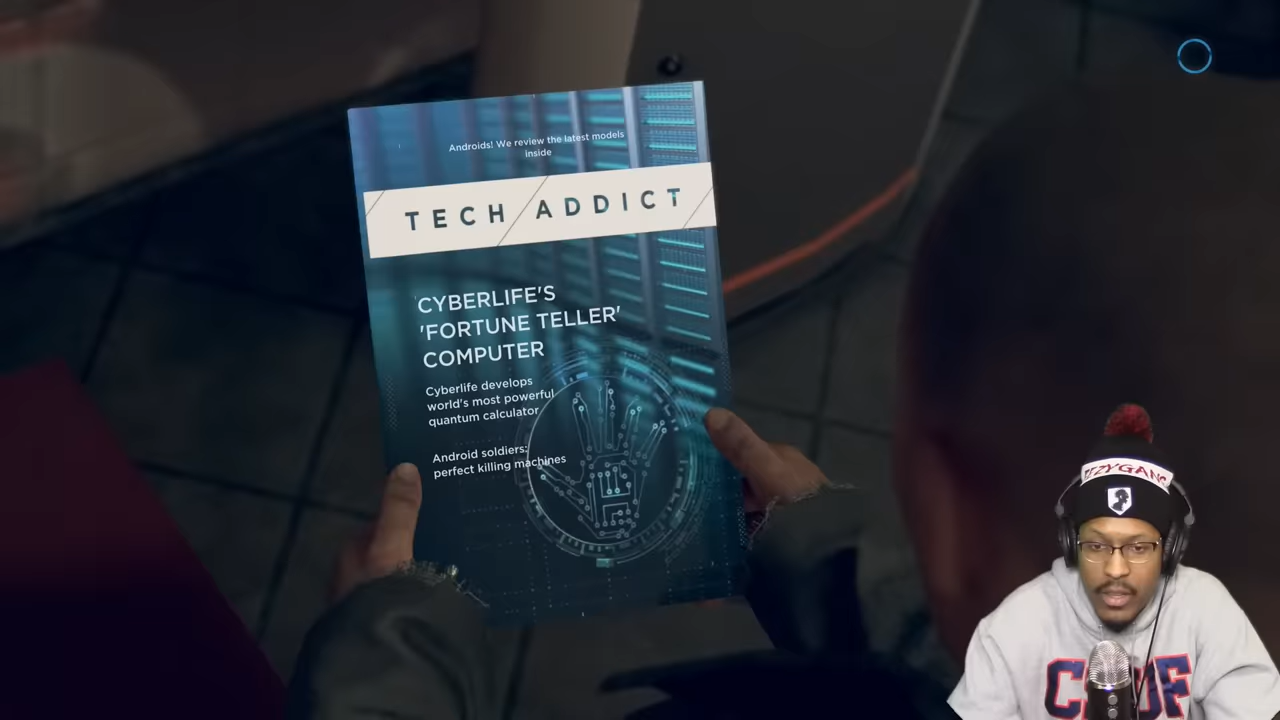 Androids! We review the latest models
inside
TECH ADDICT
CYBERLIFE'S
'FORTUNE TELLER'
COMPUTER
Cyberlife develops
world's most powerful
quantum calculator
Android soldiers:
perfect killing machines